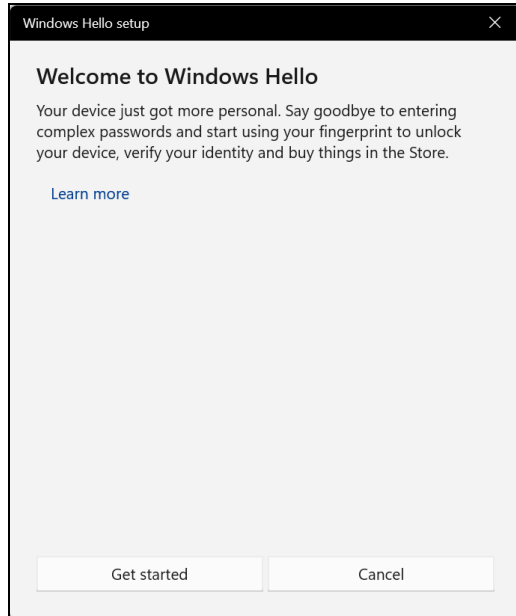 Windows Hello setup
Welcome to Windows Hello
Your device just got more personal. Say goodbye to entering
complex passwords and start using your fingerprint to unlock
your device, verify your identity and buy things in the Store.
Learn more
Get started
Cancel